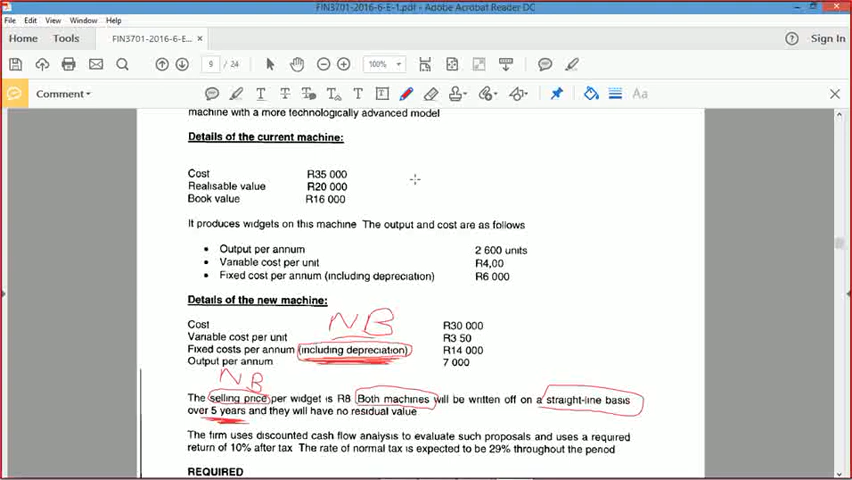 FIN3701-2016-6-E-1.pdf - Adobe Acrobat Reader DC
File Edit View Window Help
Home Tools FIN3701-2016-6-E... × Sign In
9 / 24 100%
Comment Aa
machine with a more technologically advanced model
Details of the current machine:
Cost R35 000
Realisable value R20 000
Book value R16 000
It produces widgets on this machine The output and cost are as follows
• Output per annum 2 600 units
• Variable cost per unit R4,00
• Fixed cost per annum (including depreciation) R6 000
Details of the new machine:
NB
Cost R30 000
Variable cost per unit R3 50
Fixed costs per annum (including depreciation) R14 000
Output per annum 7 000
NB
The selling price per widget is R8 Both machines will be written off on a straight-line basis
over 5 years and they will have no residual value
The firm uses discounted cash flow analysis to evaluate such proposals and uses a required
return of 10% after tax The rate of normal tax is expected to be 29% throughout the period
REQUIRED